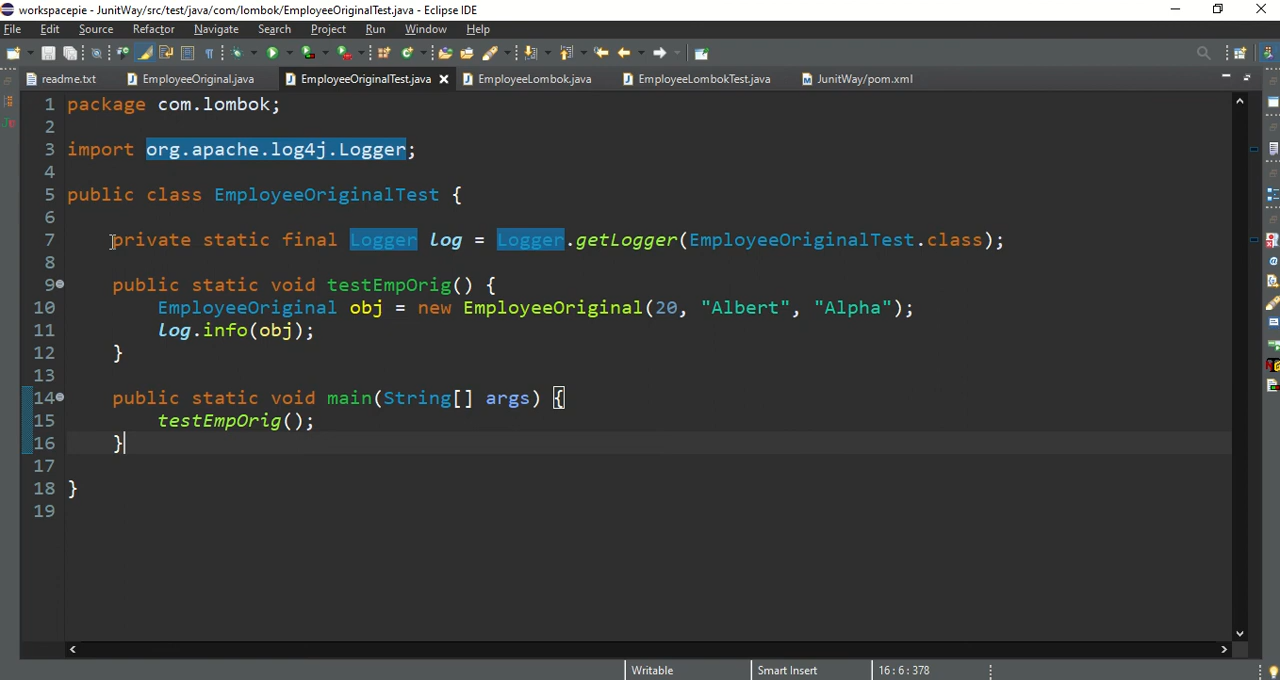 workspacepie - JunitWay/src/test/java/com/lombok/EmployeeOriginalTest.java - Eclipse IDE
File Edit Source Refactor Navigate Search Project Run Window Help
readme.txt EmployeeOriginal.java EmployeeOriginalTest.java EmployeeLombok.java EmployeeLombokTest.java JunitWay/pom.xml
1 package com.lombok;
2
3 import org.apache.log4j.Logger;
4
5 public class EmployeeOriginalTest {
6
7 private static final Logger log = Logger.getLogger(EmployeeOriginalTest.class);
8
9 public static void testEmpOrig() {
10 EmployeeOriginal obj = new EmployeeOriginal(20, "Albert", "Alpha");
11 log.info(obj);
12 }
13
14 public static void main(String[] args) {
15 testEmpOrig();
16 }
17
18 }
19
Writable Smart Insert 16 : 6 : 378